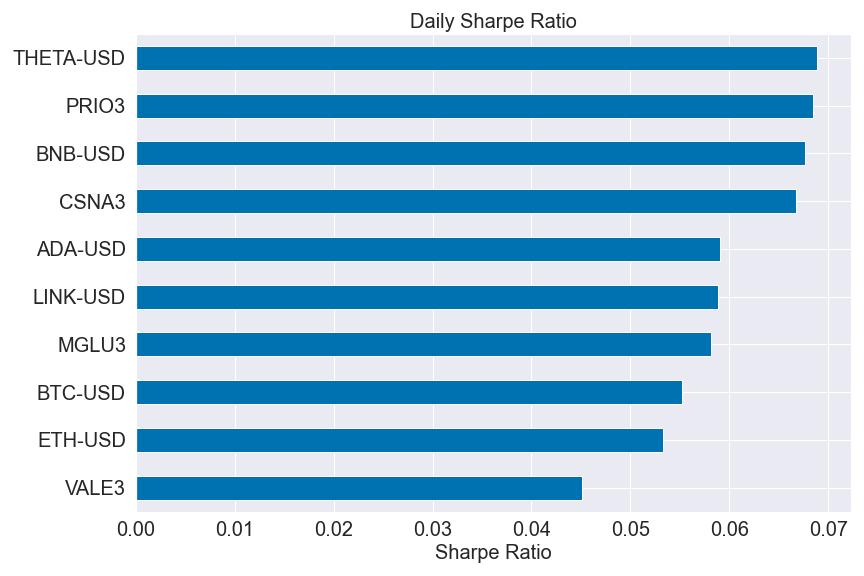 Daily Sharpe Ratio
THETA-USD
PRIO3
BNB-USD
CSNA3
ADA-USD
LINK-USD
MGLU3
BTC-USD
ETH-USD
VALE3
0.00 0.01 0.02 0.03 0.04 0.05 0.06 0.07
Sharpe Ratio